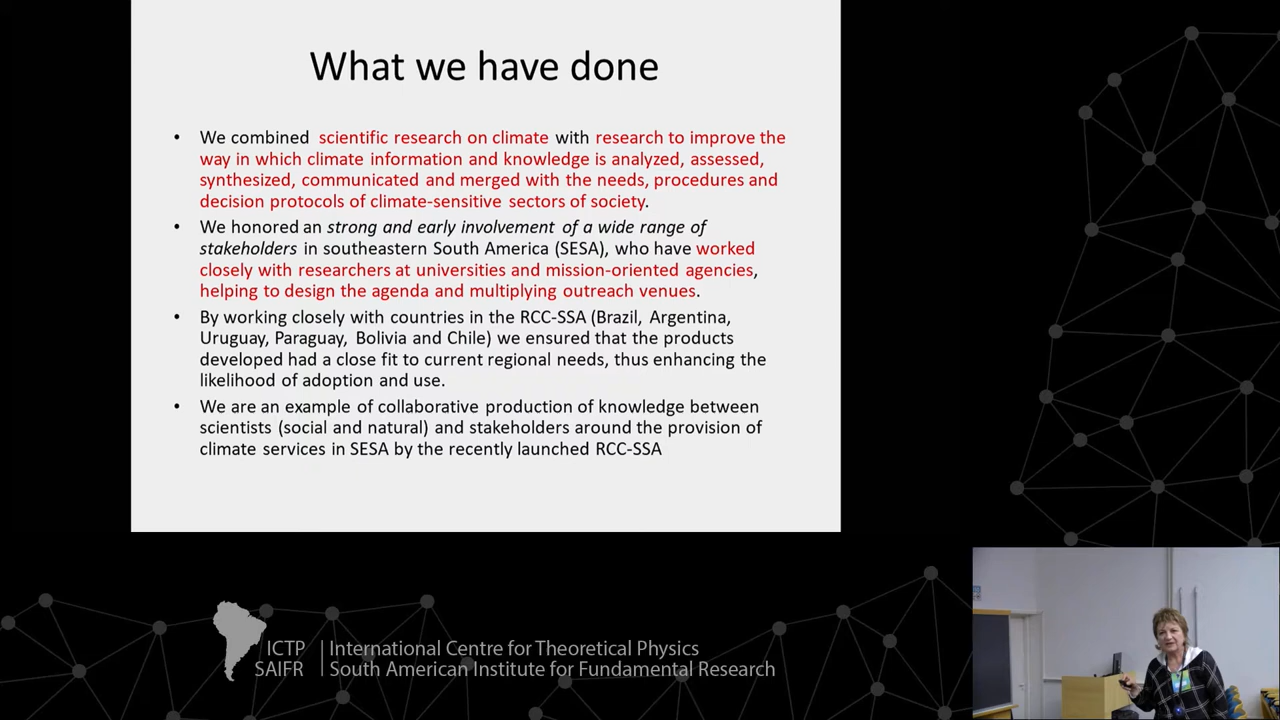 What we have done
• We combined scientific research on climate with research to improve the
way in which climate information and knowledge is analyzed, assessed,
synthesized, communicated and merged with the needs, procedures and
decision protocols of climate-sensitive sectors of society.
• We honored an strong and early involvement of a wide range of
stakeholders in southeastern South America (SESA), who have worked
closely with researchers at universities and mission-oriented agencies,
helping to design the agenda and multiplying outreach venues.
• By working closely with countries in the RCC-SSA (Brazil, Argentina,
Uruguay, Paraguay, Bolivia and Chile) we ensured that the products
developed had a close fit to current regional needs, thus enhancing the
likelihood of adoption and use.
• We are an example of collaborative production of knowledge between
scientists (social and natural) and stakeholders around the provision of
climate services in SESA by the recently launched RCC-SSA
ICTP | International Centre for Theoretical Physics
SAIFR | South American Institute for Fundamental Research